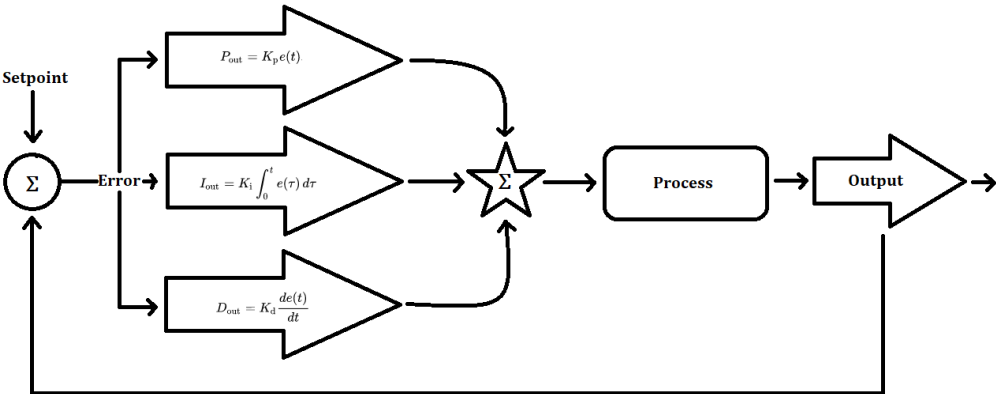 P_out = K_p e(t)
Setpoint
Σ
Error
I_out = K_i ∫_0^t e(τ) dτ
Σ
Process
Output
D_out = K_d de(t)/dt